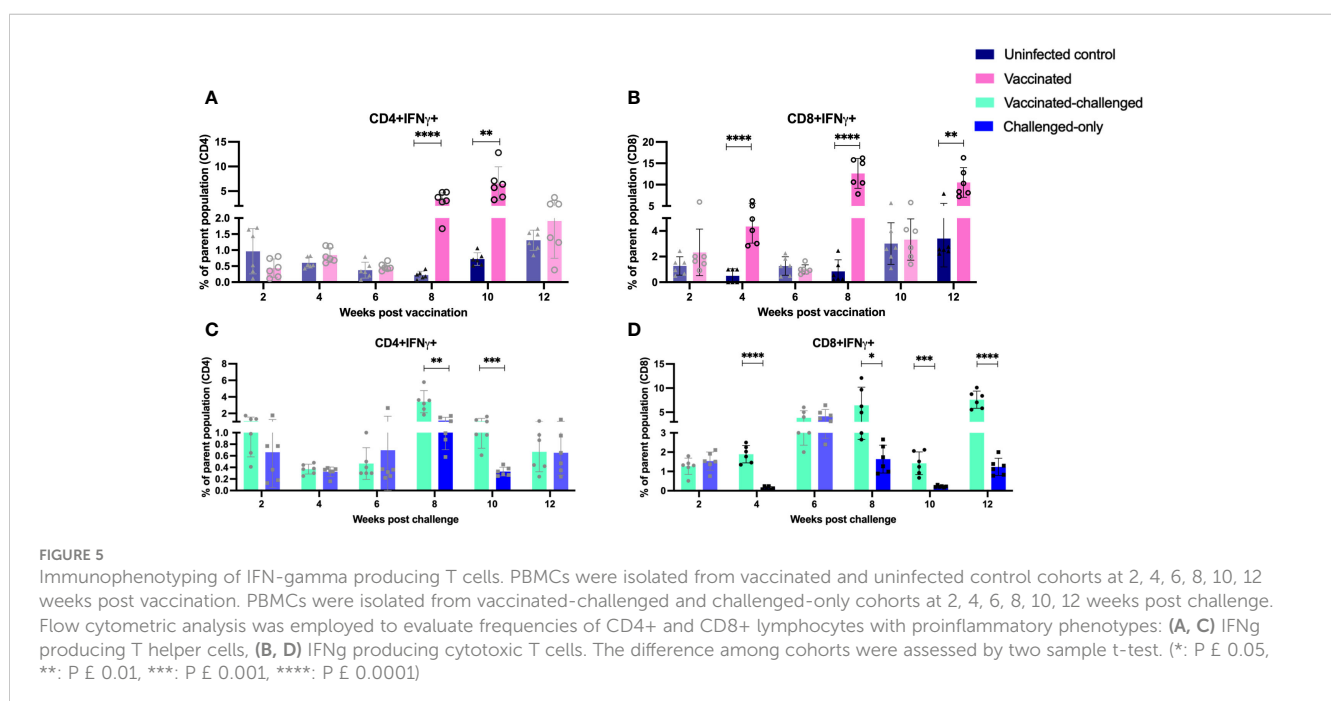 Uninfected control
Vaccinated
Vaccinated-challenged
Challenged-only
A
CD4+IFNγ+
****
**
% of parent population (CD4)
15
10
5
2.0
1.5
1.0
0.5
0.0
2 4 6 8 10 12
Weeks post vaccination
B
CD8+IFNγ+
****
****
**
% of parent population (CD8)
20
15
10
5
4
2
0
2 4 6 8 10 12
Weeks post vaccination
C
CD4+IFNγ+
**
***
% of parent population (CD4)
8
6
4
2
1.0
0.8
0.6
0.4
0.2
0.0
2 4 6 8 10 12
Weeks post challenge
D
CD8+IFNγ+
****
*
***
****
% of parent population (CD8)
15
10
5
3
2
1
0
2 4 6 8 10 12
Weeks post challenge
FIGURE 5
Immunophenotyping of IFN-gamma producing T cells. PBMCs were isolated from vaccinated and uninfected control cohorts at 2, 4, 6, 8, 10, 12
weeks post vaccination. PBMCs were isolated from vaccinated-challenged and challenged-only cohorts at 2, 4, 6, 8, 10, 12 weeks post challenge.
Flow cytometric analysis was employed to evaluate frequencies of CD4+ and CD8+ lymphocytes with proinflammatory phenotypes: (A, C) IFNg
producing T helper cells, (B, D) IFNg producing cytotoxic T cells. The difference among cohorts were assessed by two sample t-test. (*: P £ 0.05,
**: P £ 0.01, ***: P £ 0.001, ****: P £ 0.0001)